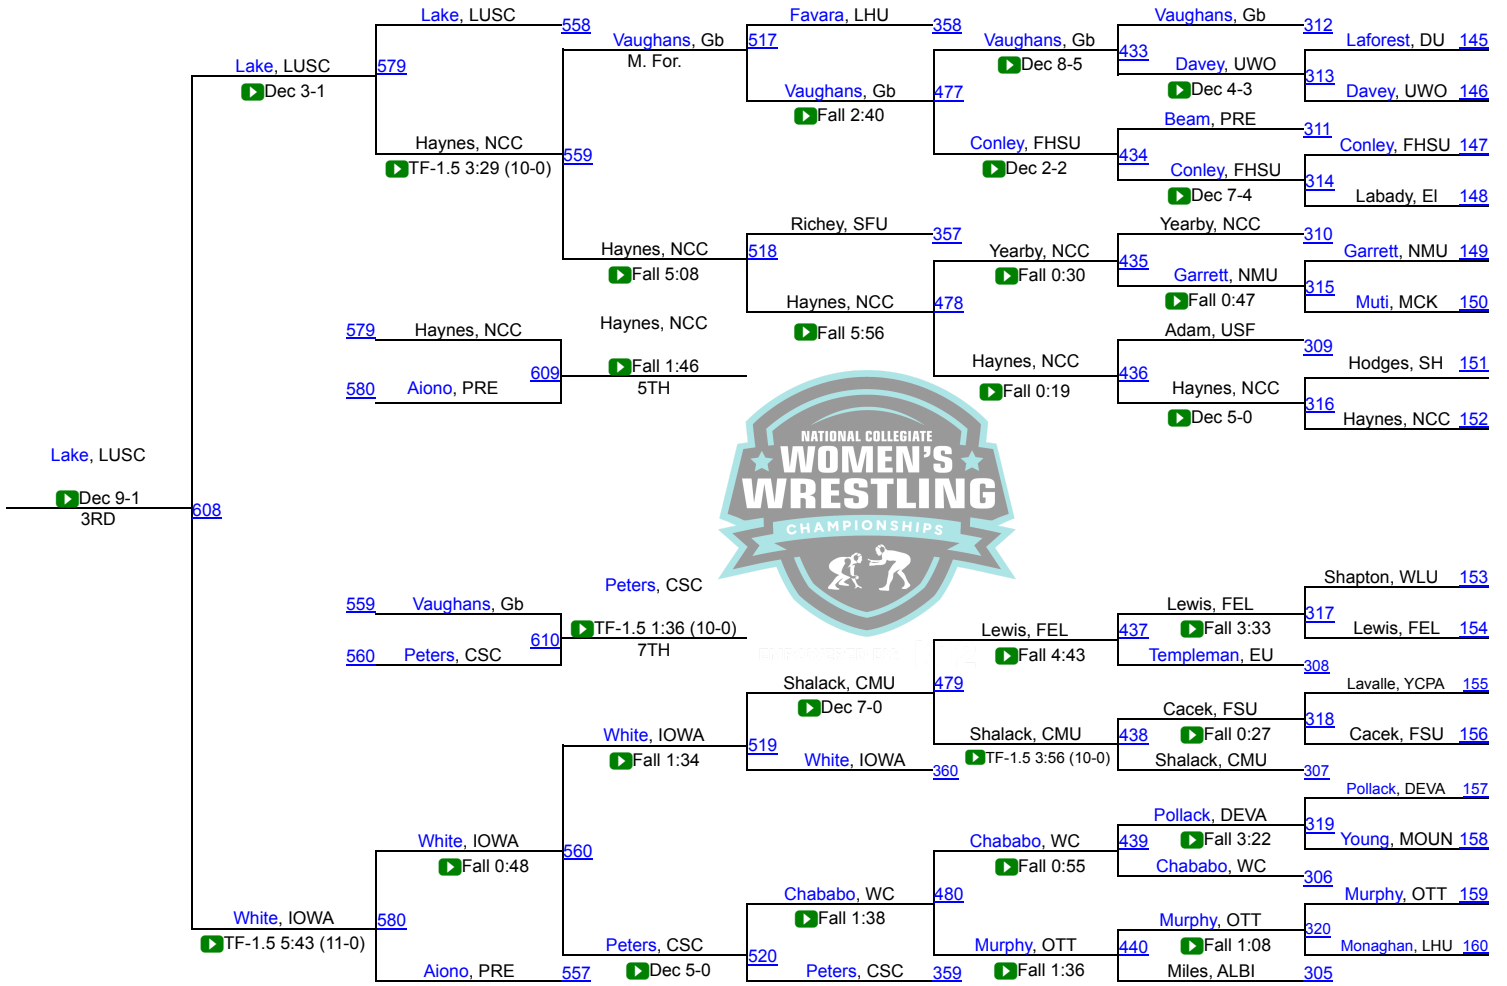 Lake, LUSC
558
Favara, LHU
358
Vaughans, Gb
312
Vaughans, Gb
M. For.
517
Vaughans, Gb
Dec 8-5
433
Laforest, DU 145
Lake, LUSC
Dec 3-1
579
Davey, UWO
Dec 4-3
313
Davey, UWO 146
Vaughans, Gb
Fall 2:40
477
Beam, PRE
311
Haynes, NCC
TF-1.5 3:29 (10-0)
559
Conley, FHSU
Dec 2-2
434
Conley, FHSU 147
Conley, FHSU
Dec 7-4
314
Labady, EI 148
Richey, SFU
357
Yearby, NCC
310
Haynes, NCC
Fall 5:08
518
Yearby, NCC
Fall 0:30
435
Garrett, NMU 149
Garrett, NMU
Fall 0:47
315
Muti, MCK 150
Haynes, NCC
Fall 5:56
478
579
Haynes, NCC
Haynes, NCC
Fall 1:46
5TH
609
580
Aiono, PRE
Adam, USF
309
Haynes, NCC
Fall 0:19
436
Hodges, SH 151
Haynes, NCC
Dec 5-0
316
Haynes, NCC 152
NATIONAL COLLEGIATE
WOMEN'S
WRESTLING
CHAMPIONSHIPS
Lake, LUSC
Dec 9-1
3RD
608
Peters, CSC
559
Vaughans, Gb
TF-1.5 1:36 (10-0)
7TH
610
560
Peters, CSC
Shapton, WLU 153
Lewis, FEL
Fall 3:33
317
Lewis, FEL 154
Lewis, FEL
Fall 4:43
437
Templeman, EU
308
Shalack, CMU
Dec 7-0
479
Lavalle, YCPA 155
Cacek, FSU
Fall 0:27
318
Cacek, FSU 156
White, IOWA
Fall 1:34
519
Shalack, CMU
TF-1.5 3:56 (10-0)
438
Shalack, CMU
307
White, IOWA
360
Pollack, DEVA 157
Pollack, DEVA
Fall 3:22
319
Young, MOUN 158
White, IOWA
Fall 0:48
560
Chababo, WC
Fall 0:55
439
Chababo, WC
306
Chababo, WC
Fall 1:38
480
Murphy, OTT 159
White, IOWA
TF-1.5 5:43 (11-0)
580
Murphy, OTT
Fall 1:08
320
Monaghan, LHU 160
Peters, CSC
Dec 5-0
520
Murphy, OTT
Fall 1:36
440
Aiono, PRE
557
Peters, CSC
359
Miles, ALBI
305